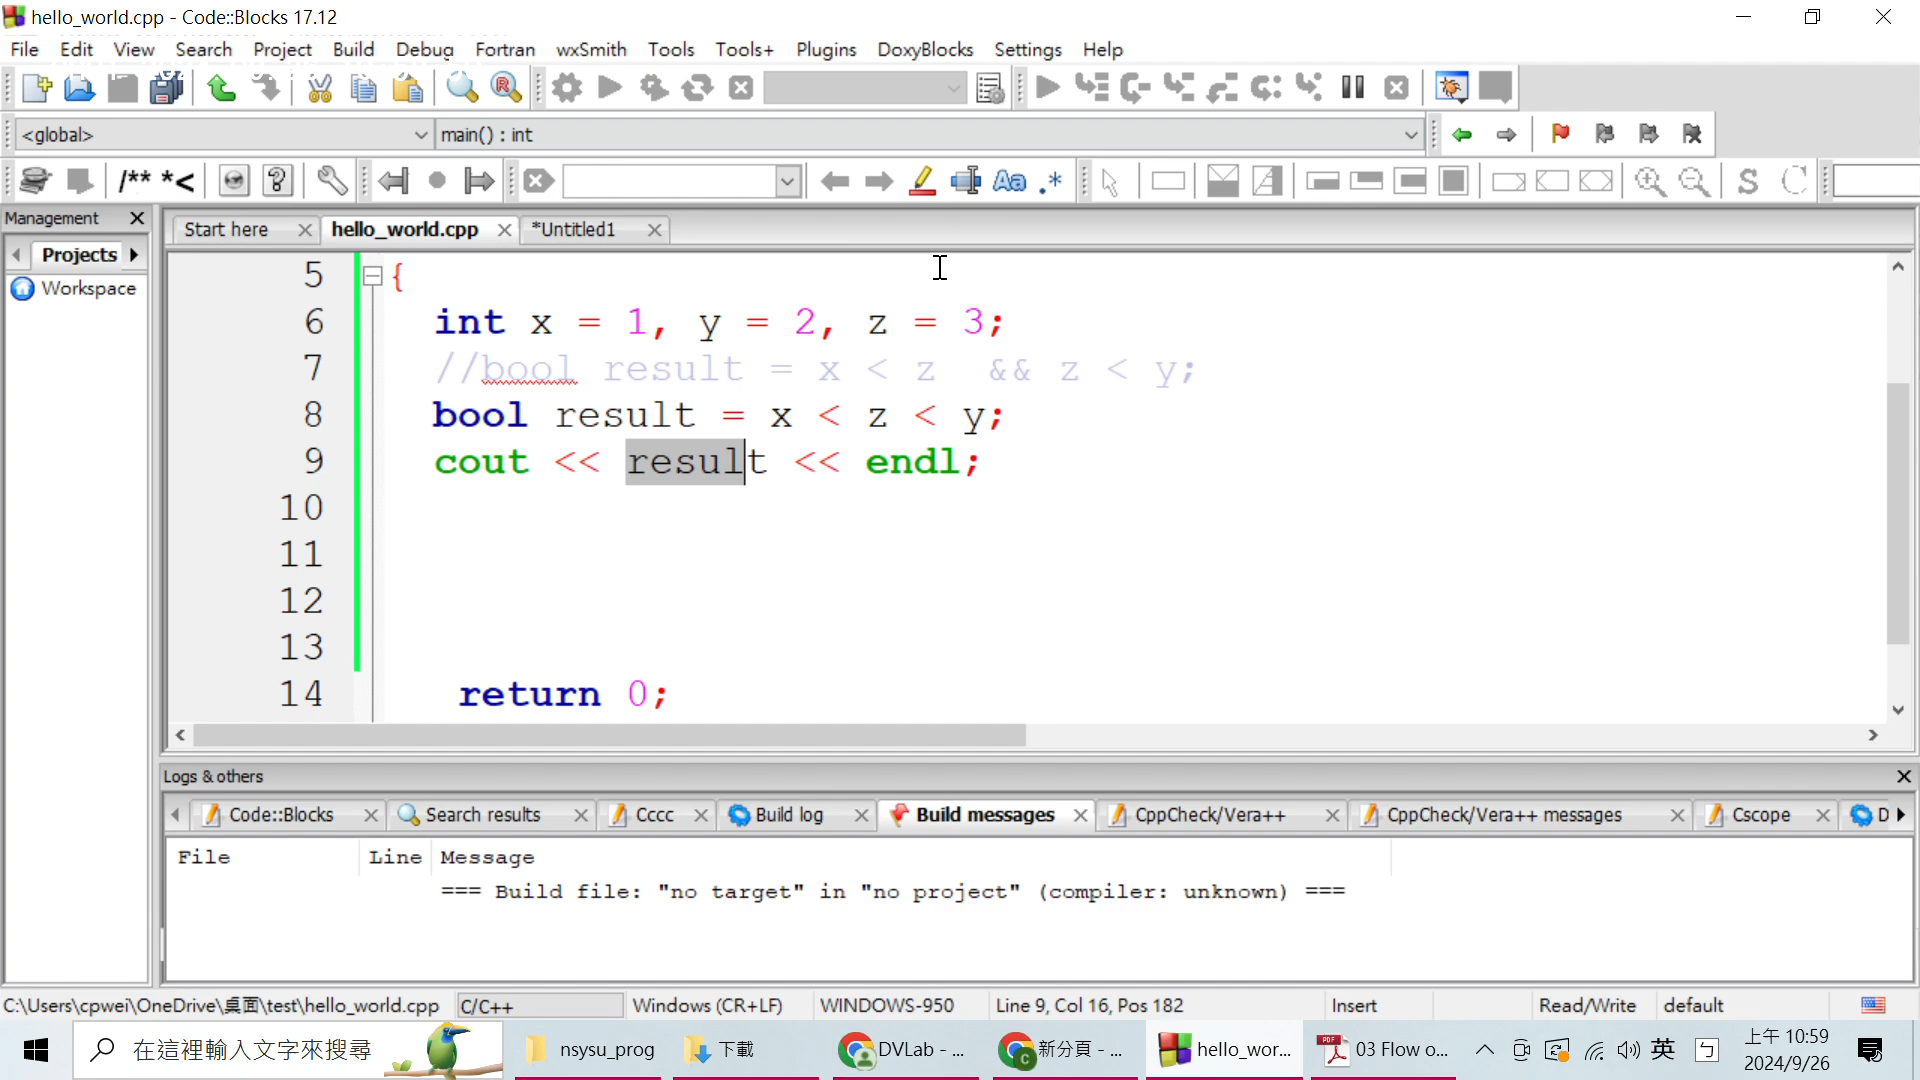 hello_world.cpp - Code::Blocks 17.12
File Edit View Search Project Build Debug Fortran wxSmith Tools Tools+ Plugins DoxyBlocks Settings Help
<global> main() : int
/** *<
Aa .* S
Management
Start here hello_world.cpp *Untitled1
Projects
Workspace
5 {
6 int x = 1, y = 2, z = 3;
7 //bool result = x < z && z < y;
8 bool result = x < z < y;
9 cout << result << endl;
10
11
12
13
14 return 0;
Logs & others
Code::Blocks Search results Cccc Build log Build messages CppCheck/Vera++ CppCheck/Vera++ messages Cscope D
File Line Message
=== Build file: "no target" in "no project" (compiler: unknown) ===
C:\Users\cpwei\OneDrive\桌面\test\hello_world.cpp C/C++ Windows (CR+LF) WINDOWS-950 Line 9, Col 16, Pos 182 Insert Read/Write default
在這裡輸入文字來搜尋 nsysu_prog 下載 DVLab - ... 新分頁 - ... hello_wor... 03 Flow o... 英 ㄅ 上午 10:59
2024/9/26